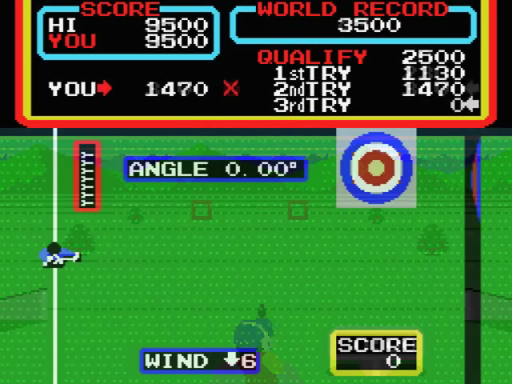 SCORE
WORLD RECORD
HI 9500
3500
YOU 9500
QUALIFY 2500
1stTRY 1130
YOU➡ 1470 ✕
2ndTRY 1470
3rdTRY 0
ANGLE 0.00°
SCORE
0
WIND ⬇6